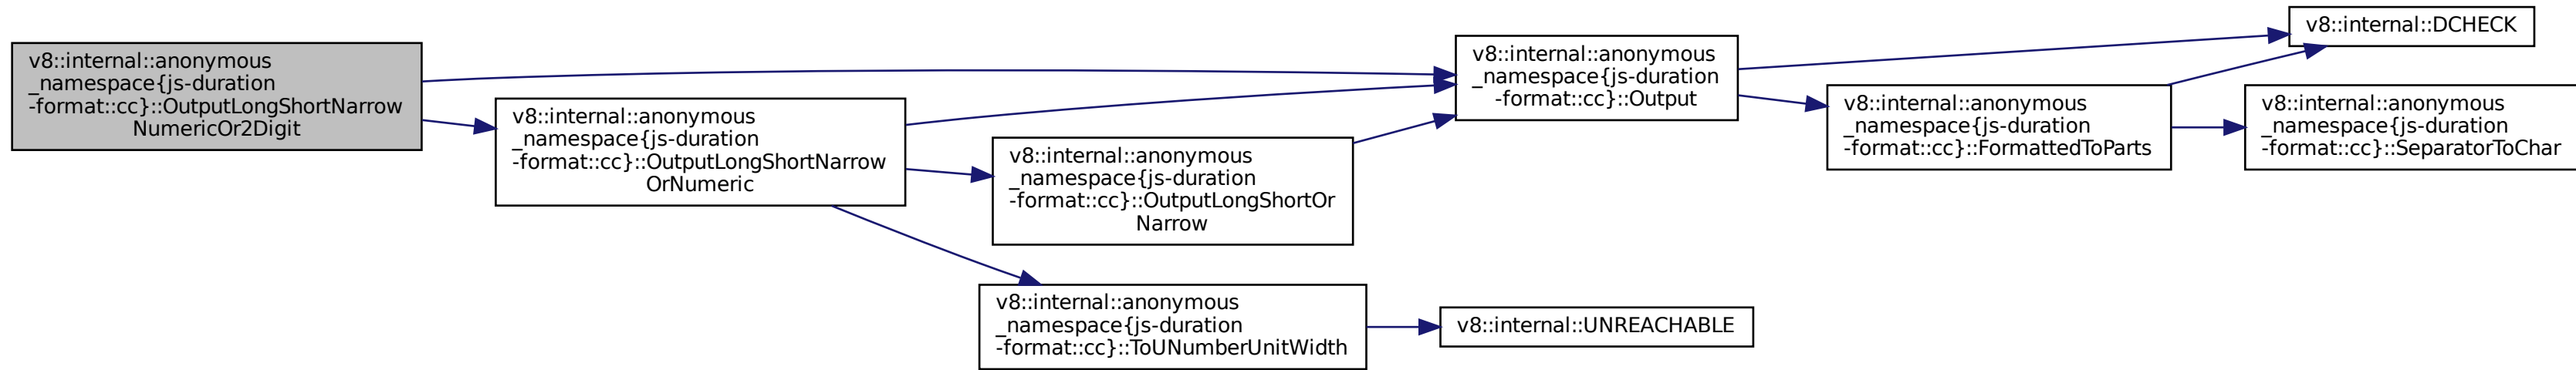 v8::internal::anonymous
_namespace{js-duration
-format::cc}::OutputLongShortNarrow
NumericOr2Digit
v8::internal::anonymous
_namespace{js-duration
-format::cc}::OutputLongShortNarrow
OrNumeric
v8::internal::anonymous
_namespace{js-duration
-format::cc}::OutputLongShortOr
Narrow
v8::internal::anonymous
_namespace{js-duration
-format::cc}::ToUNumberUnitWidth
v8::internal::anonymous
_namespace{js-duration
-format::cc}::Output
v8::internal::UNREACHABLE
v8::internal::anonymous
_namespace{js-duration
-format::cc}::FormattedToParts
v8::internal::DCHECK
v8::internal::anonymous
_namespace{js-duration
-format::cc}::SeparatorToChar